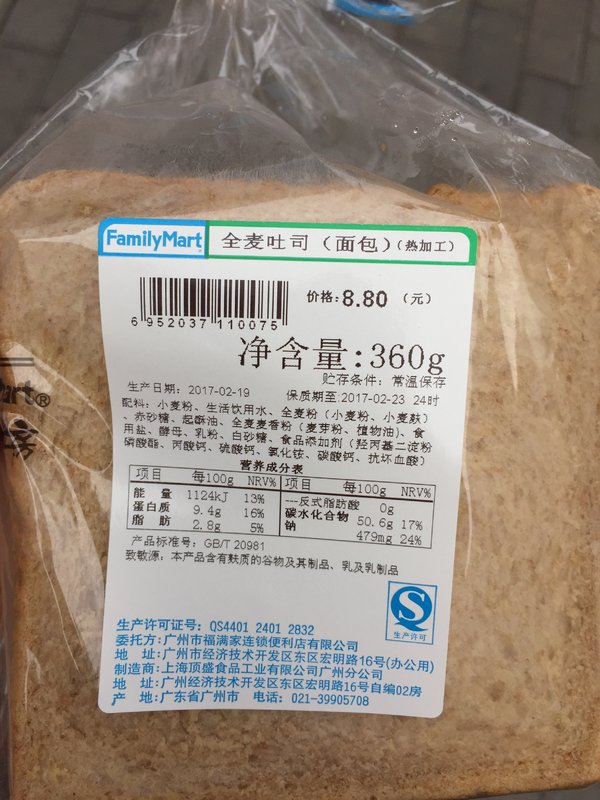 FamilyMart 全麦吐司（面包）（热加工）
价格:8.80 （元）
6 952037 110075
净含量:360g
贮存条件: 常温保存
生产日期: 2017-02-19 保质期至:2017-02-23 24时
配料: 小麦粉、生活饮用水、全麦粉（小麦粉、小麦麸）
、赤砂糖、起酥油、全麦麦香粉（麦芽粉、植物油)、食
用盐、酵母、乳粉、白砂糖、食品添加剂（羟丙基二淀粉
磷酸酯、丙酸钙、硫酸钙、氯化铵、碳酸钙、抗坏血酸）
营养成分表
项目 每100g NRV% 项目 每100g NRV%
能 量 1124kJ 13% ---反式脂肪酸 0g
蛋白质 9.4g 16% 碳水化合物 50.6g 17%
脂 肪 2.8g 5% 钠 479mg 24%
产品标准号: GB/T 20981
致敏源: 本产品含有麸质的谷物及其制品、乳及乳制品
S
生产许可
生产许可证号: QS4401 2401 2832
委托方:广州市福满家连锁便利店有限公司
地 址:广州市经济技术开发区东区宏明路16号(办公用)
制造商:上海顶盛食品工业有限公司广州分公司
地 址:广州经济技术开发区东区宏明路16号自编02房
产 地:广东省广州市 电话: 021-39905708